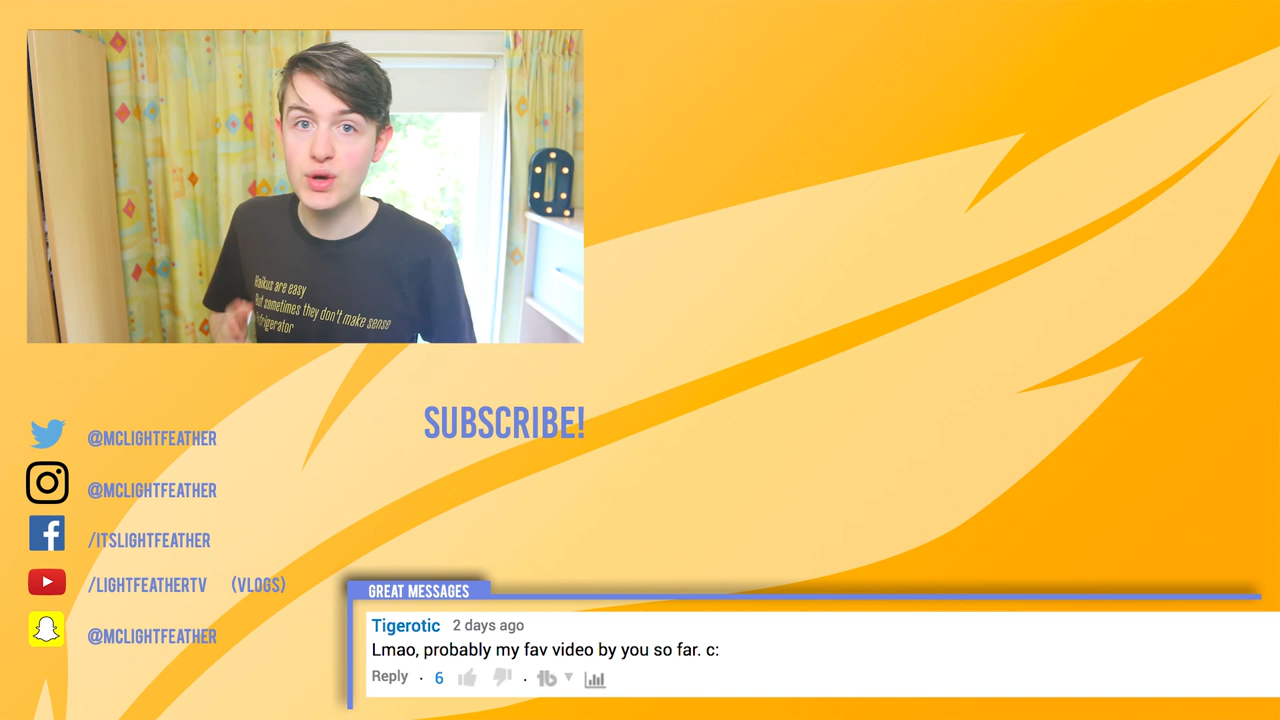 Haikus are easy
But sometimes they don't make sense
Refrigerator
SUBSCRIBE!
@MCLIGHTFEATHER
@MCLIGHTFEATHER
/ITSLIGHTFEATHER
/LIGHTFEATHERTV (VLOGS)
@MCLIGHTFEATHER
GREAT MESSAGES
Tigerotic 2 days ago
Lmao, probably my fav video by you so far. c:
Reply · 6 · tb